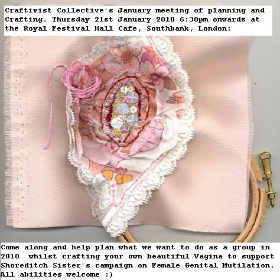 Craftivist Collective's January meeting of planning and
Crafting. Thursday 21st January 2010 6:30pm onwards at
the Royal Festival Hall Cafe, Southbank, London:
Come along and help plan what we want to do as a group in
2010  whilst crafting your own beautiful Vagina to support
Shoreditch Sister's campaign on Female Genital Mutilation.
All abilities welcome :)